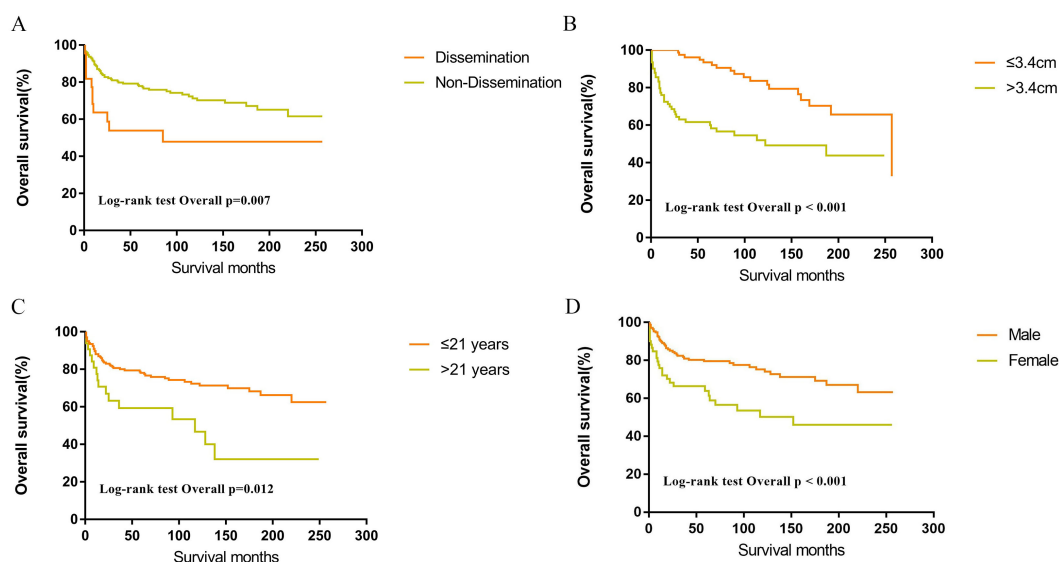 A
100
80
60
40
20
0
0 50 100 150 200 250 300
Overall survival(%)
Survival months
Log-rank test Overall p=0.007
Dissemination
Non-Dissemination
B
100
80
60
40
20
0
0 50 100 150 200 250 300
Overall survival(%)
Survival months
Log-rank test Overall p < 0.001
≤3.4cm
>3.4cm
C
100
80
60
40
20
0
0 50 100 150 200 250 300
Overall survival(%)
Survival months
Log-rank test Overall p=0.012
≤21 years
>21 years
D
100
80
60
40
20
0
0 50 100 150 200 250 300
Overall survival(%)
Survival months
Log-rank test Overall p < 0.001
Male
Female